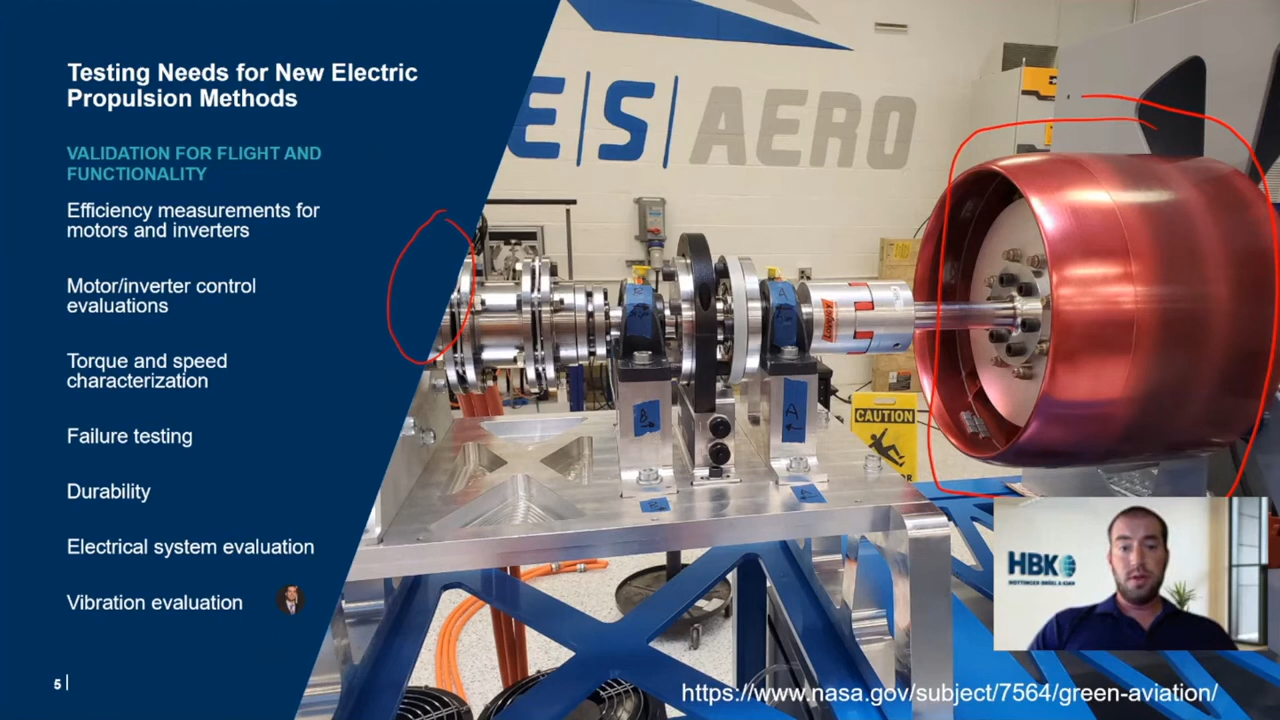 Testing Needs for New Electric
Propulsion Methods
VALIDATION FOR FLIGHT AND
FUNCTIONALITY
Efficiency measurements for
motors and inverters
Motor/inverter control
evaluations
Torque and speed
characterization
Failure testing
Durability
Electrical system evaluation
Vibration evaluation
5
E|S|AERO
Lovejoy
B
A
B
A
CAUTION
HBK
HOTTINGER BRÜEL & KJÆR
https://www.nasa.gov/subject/7564/green-aviation/